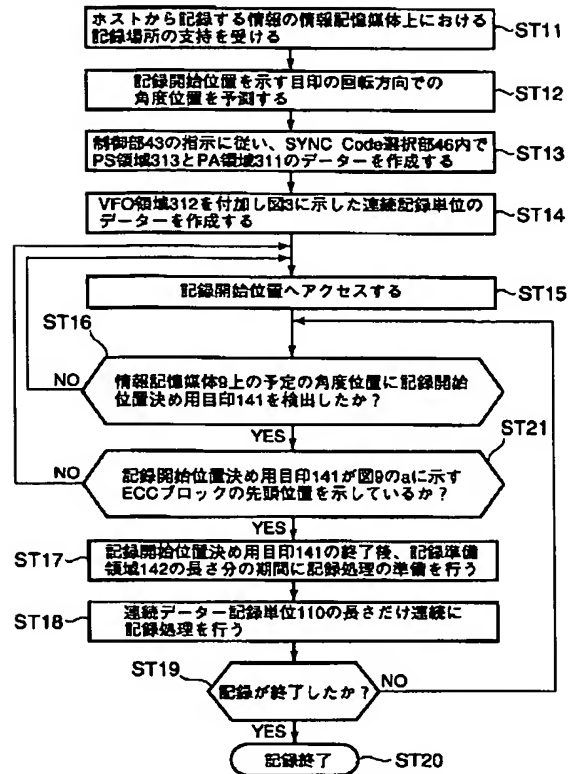 ホストから記録する情報の情報記憶媒体上における
記録場所の支持を受ける
ST11
記録開始位置を示す目印の回転方向での
角度位置を予測する
ST12
制御部43の指示に従い、SYNC Code選択部46内で
PS領域313とPA領域311のデーターを作成する
ST13
VFO領域312を付加し図3に示した連続記録単位の
データーを作成する
ST14
記録開始位置へアクセスする
ST15
ST16
情報記憶媒体9上の予定の角度位置に記録開始
位置決め用目印141を検出したか?
NO
YES
ST21
記録開始位置決め用目印141が図9のaに示す
ECCブロックの先頭位置を示しているか?
NO
YES
ST17
記録開始位置決め用目印141の終了後、記録準備
領域142の長さ分の期間に記録処理の準備を行う
ST18
連続データー記録単位110の長さだけ連続に
記録処理を行う
ST19
記録が終了したか?
NO
YES
記録終了
ST20